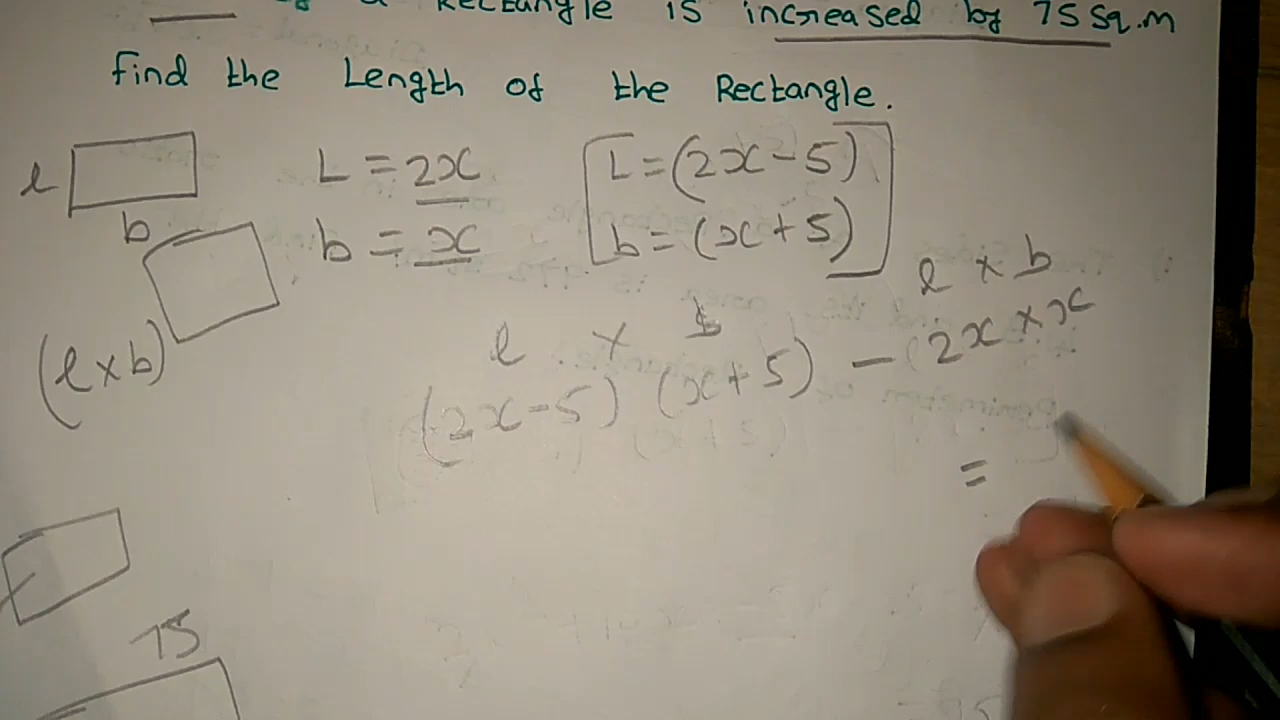 a Rectangle is increased by 75 Sq.m
find the Length of the Rectangle.
l
b
L = 2x
b = x
L = (2x - 5)
b = (x + 5)
(l x b)
l x b
l x b
(2x - 5) (x + 5) - 2x x x
=
75